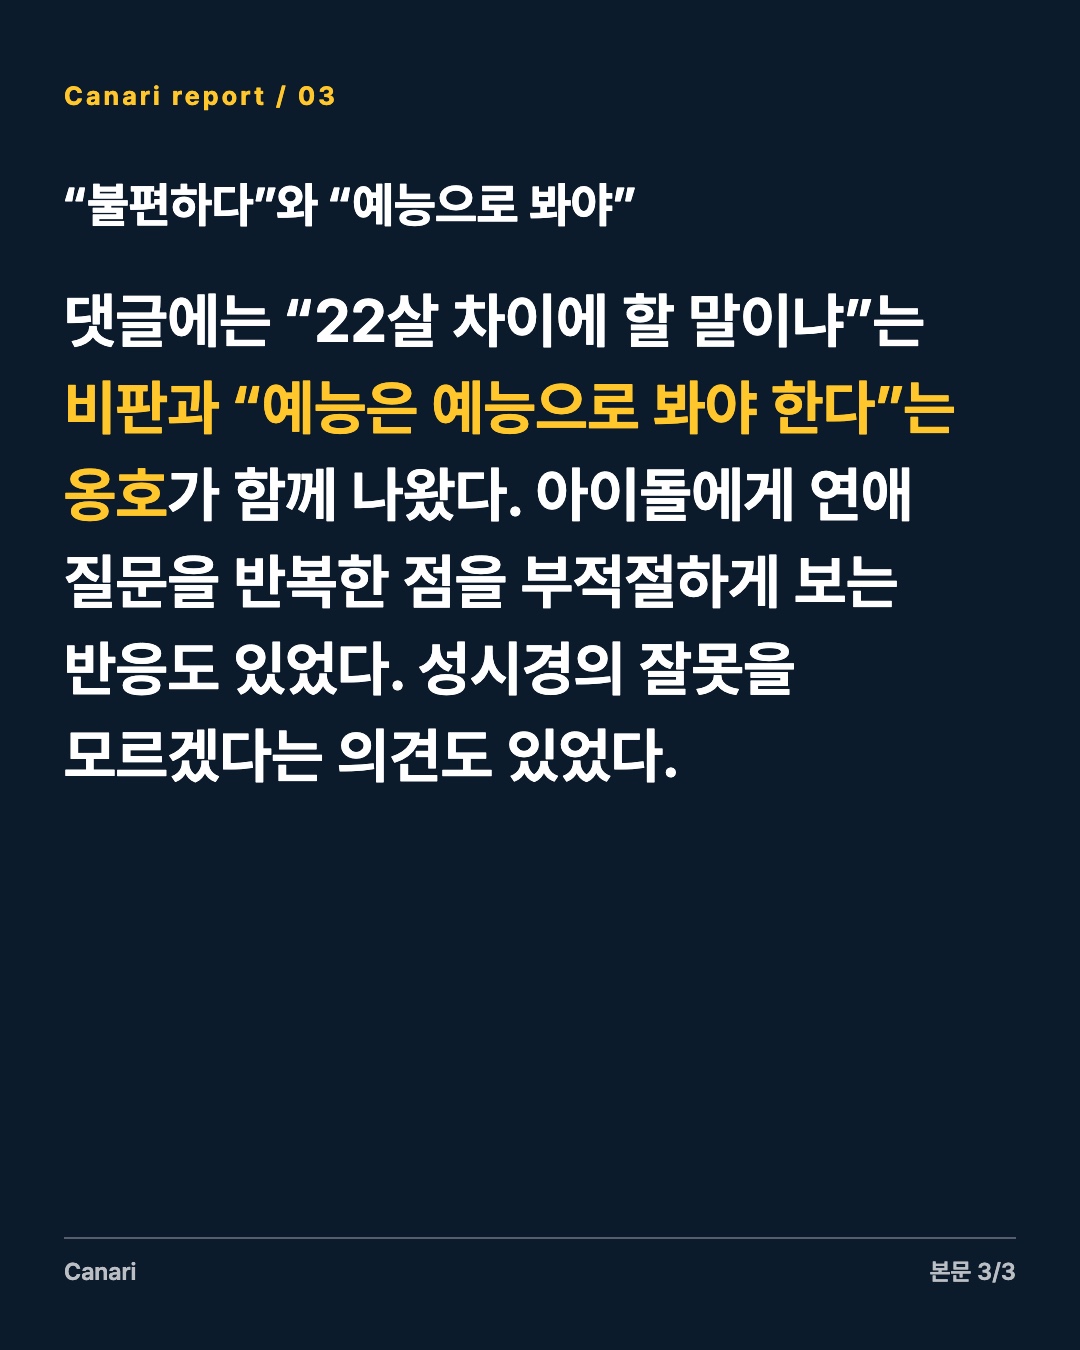 Canari report / 03
“불편하다”와 “예능으로 봐야”
댓글에는 “22살 차이에 할 말이냐”는
비판과 “예능은 예능으로 봐야 한다”는
옹호가 함께 나왔다. 아이돌에게 연애
질문을 반복한 점을 부적절하게 보는
반응도 있었다. 성시경의 잘못을
모르겠다는 의견도 있었다.
Canari
본문 3/3